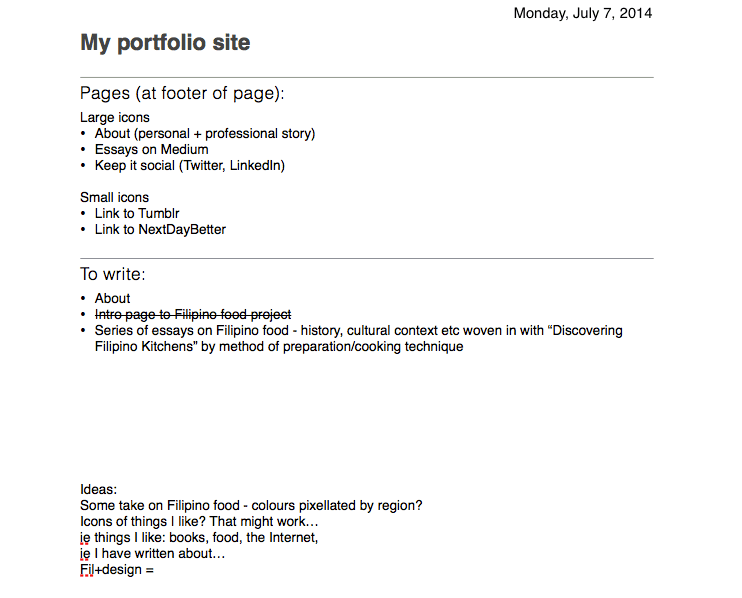 Monday, July 7, 2014
My portfolio site
Pages (at footer of page):
Large icons
• About (personal + professional story)
• Essays on Medium
• Keep it social (Twitter, LinkedIn)
Small icons
• Link to Tumblr
• Link to NextDayBetter
To write:
• About
• Intro page to Filipino food project
• Series of essays on Filipino food - history, cultural context etc woven in with “Discovering
Filipino Kitchens” by method of preparation/cooking technique
Ideas:
Some take on Filipino food - colours pixellated by region?
Icons of things I like? That might work…
ie things I like: books, food, the Internet,
ie I have written about…
Fil+design =